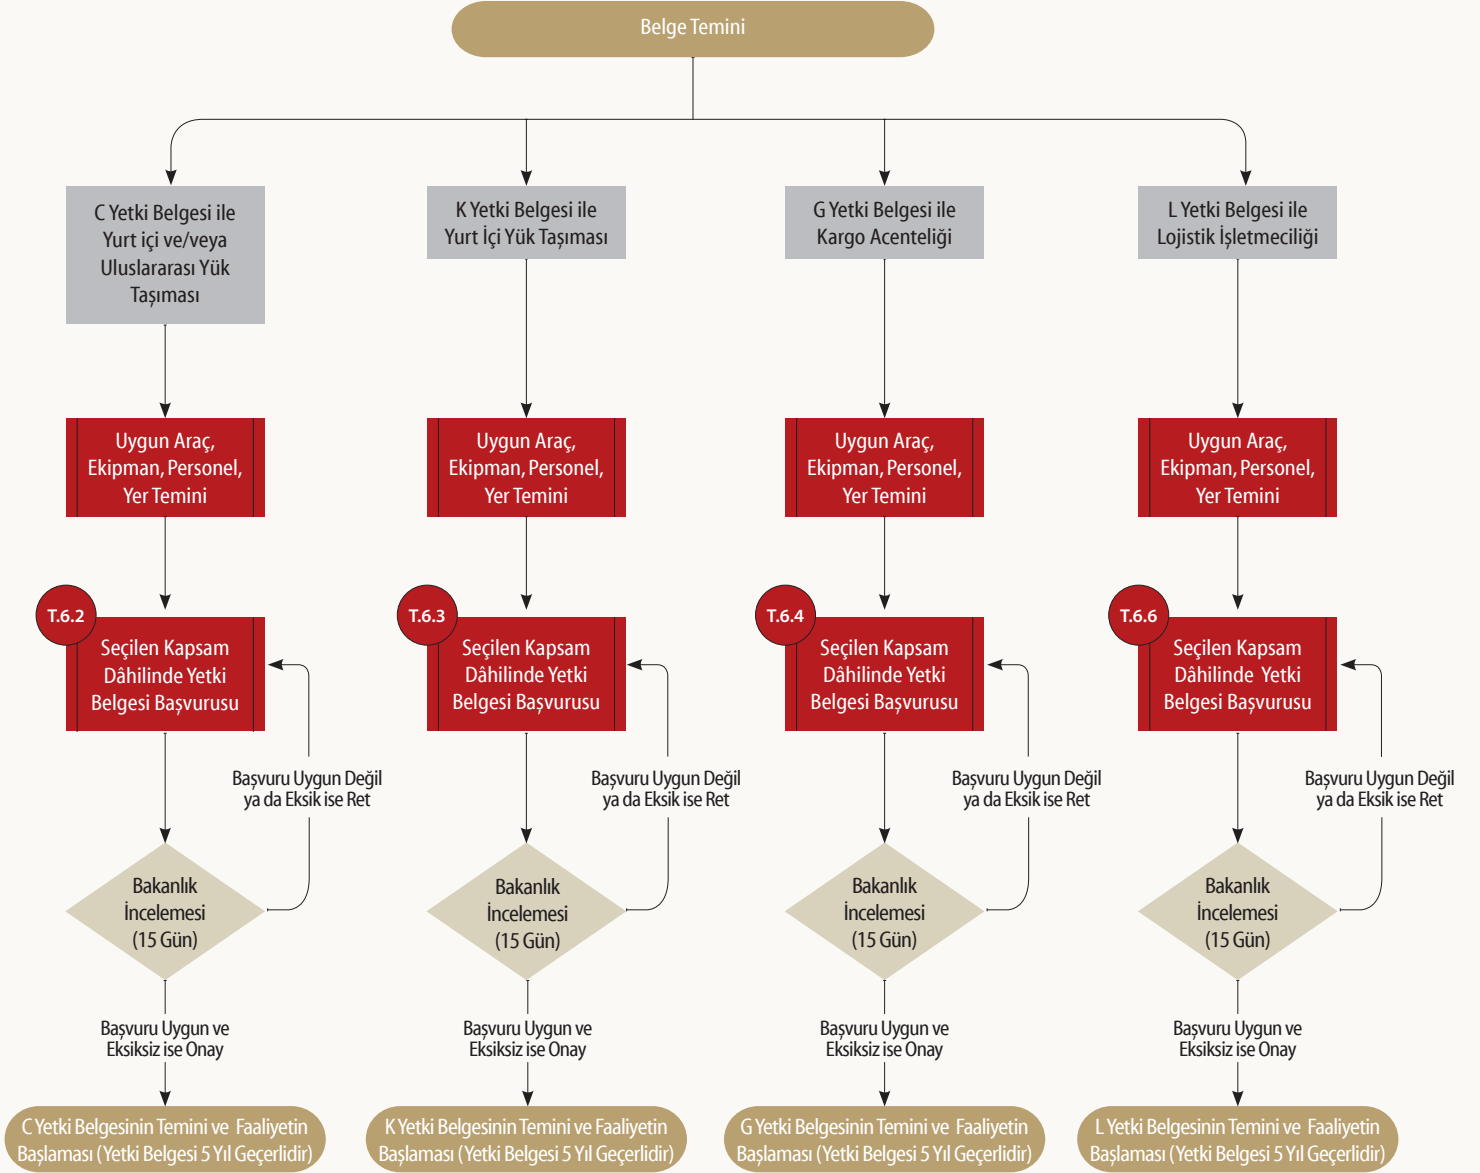 Belge Temini
C Yetki Belgesi ile
Yurt içi ve/veya
Uluslararası Yük
Taşıması
K Yetki Belgesi ile
Yurt İçi Yük Taşıması
G Yetki Belgesi ile
Kargo Acenteliği
L Yetki Belgesi ile
Lojistik İşletmeciliği
Uygun Araç,
Ekipman, Personel,
Yer Temini
Uygun Araç,
Ekipman, Personel,
Yer Temini
Uygun Araç,
Ekipman, Personel,
Yer Temini
Uygun Araç,
Ekipman, Personel,
Yer Temini
T.6.2
Seçilen Kapsam
Dâhilinde Yetki
Belgesi Başvurusu
T.6.3
Seçilen Kapsam
Dâhilinde Yetki
Belgesi Başvurusu
T.6.4
Seçilen Kapsam
Dâhilinde Yetki
Belgesi Başvurusu
T.6.6
Seçilen Kapsam
Dâhilinde Yetki
Belgesi Başvurusu
Başvuru Uygun Değil
ya da Eksik ise Ret
Başvuru Uygun Değil
ya da Eksik ise Ret
Başvuru Uygun Değil
ya da Eksik ise Ret
Başvuru Uygun Değil
ya da Eksik ise Ret
Bakanlık
İncelemesi
(15 Gün)
Bakanlık
İncelemesi
(15 Gün)
Bakanlık
İncelemesi
(15 Gün)
Bakanlık
İncelemesi
(15 Gün)
Başvuru Uygun ve
Eksiksiz ise Onay
Başvuru Uygun ve
Eksiksiz ise Onay
Başvuru Uygun ve
Eksiksiz ise Onay
Başvuru Uygun ve
Eksiksiz ise Onay
C Yetki Belgesinin Temini ve Faaliyetin
Başlaması (Yetki Belgesi 5 Yıl Geçerlidir)
K Yetki Belgesinin Temini ve Faaliyetin
Başlaması (Yetki Belgesi 5 Yıl Geçerlidir)
G Yetki Belgesinin Temini ve Faaliyetin
Başlaması (Yetki Belgesi 5 Yıl Geçerlidir)
L Yetki Belgesinin Temini ve Faaliyetin
Başlaması (Yetki Belgesi 5 Yıl Geçerlidir)